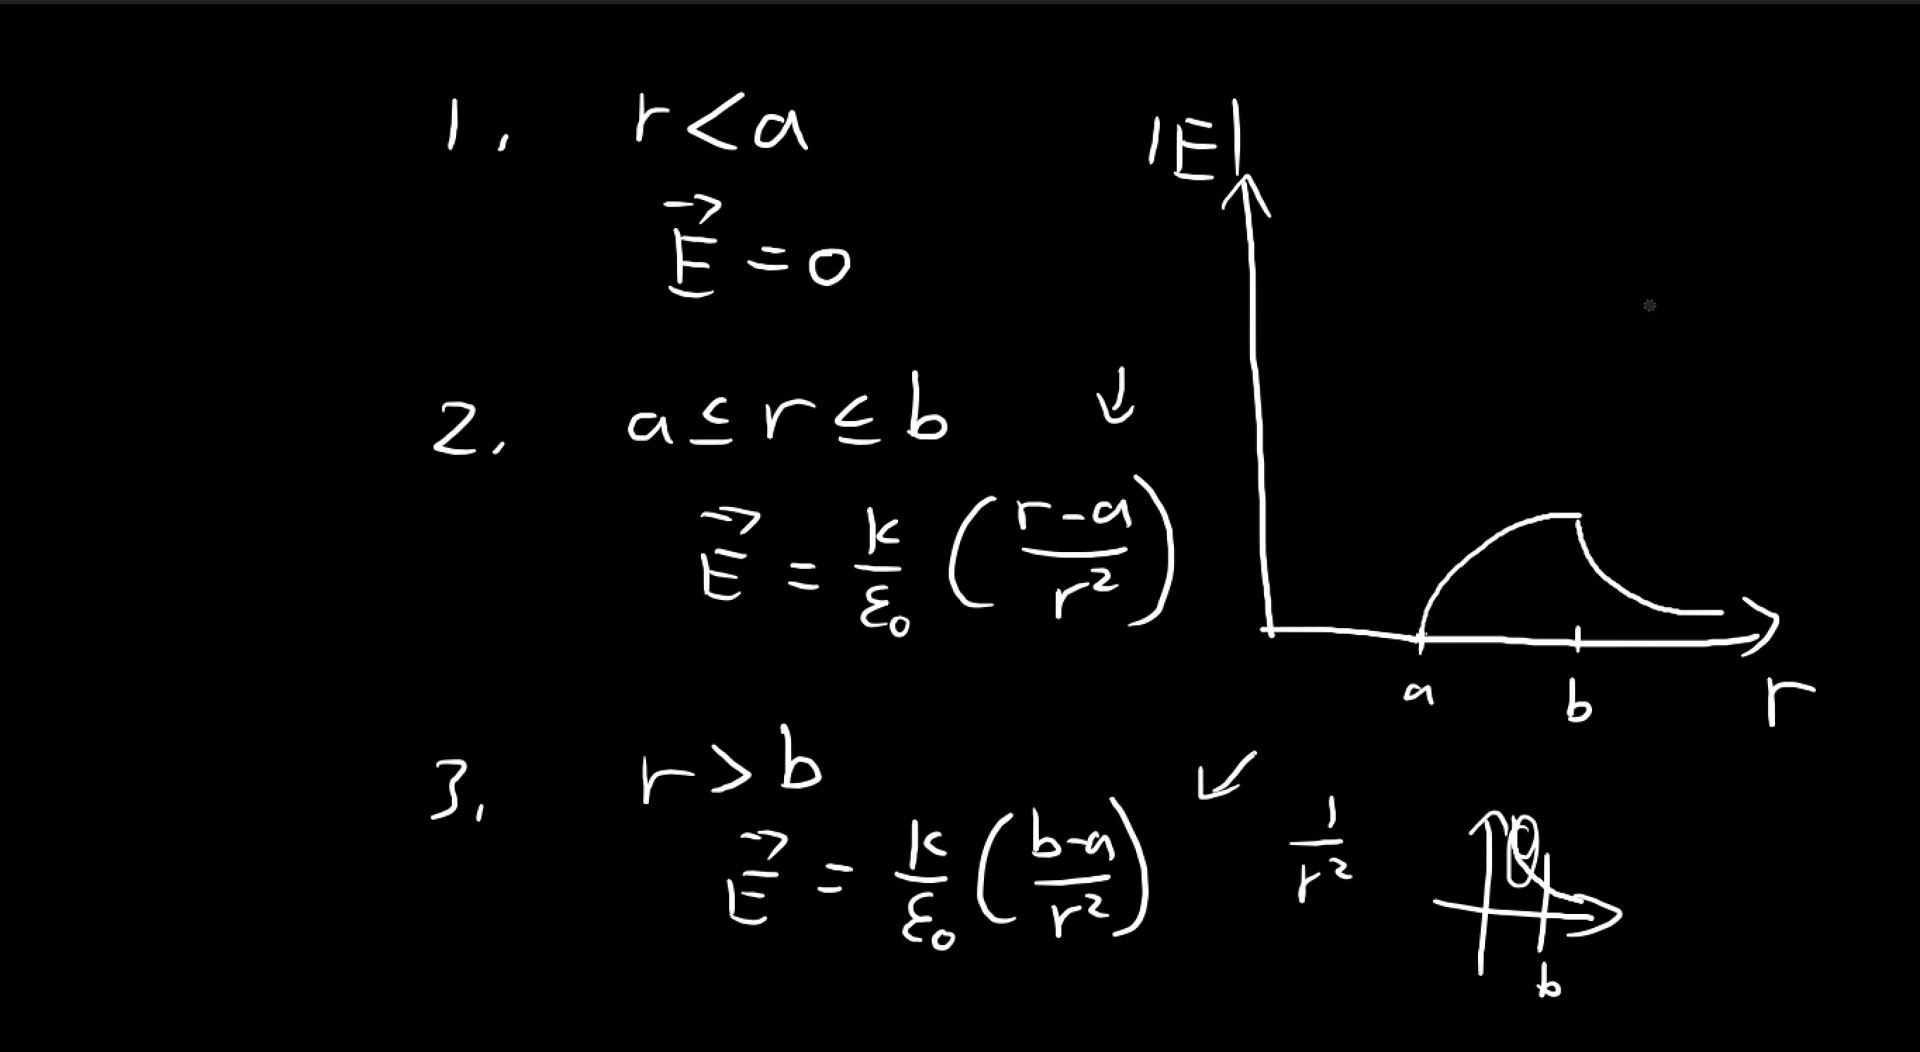 1. r<a
E⃗ = 0
2. a ≤ r ≤ b
E⃗ = k/ε₀ ((r-a)/r²)
3. r > b
E⃗ = k/ε₀ ((b-a)/r²)
1/r²
b
|E|
a b r